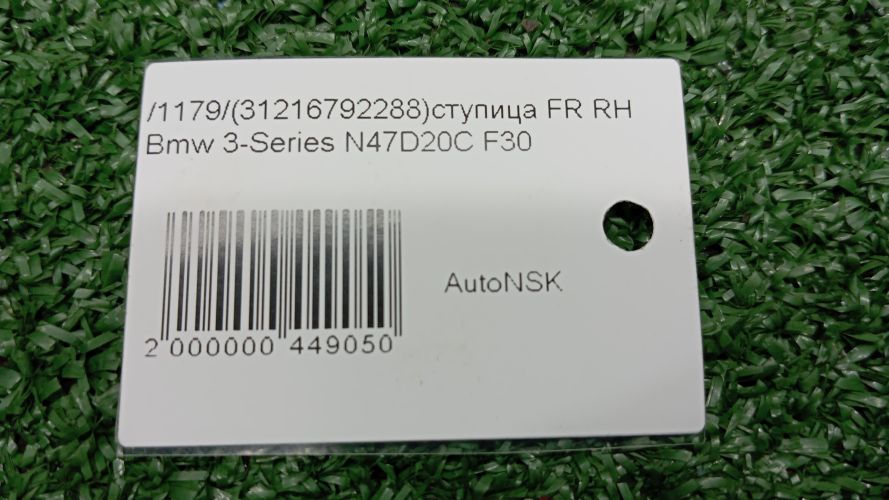 /1179/(31216792288)ступица FR RH
Bmw 3-Series N47D20C F30
AutoNSK
2 000000 449050